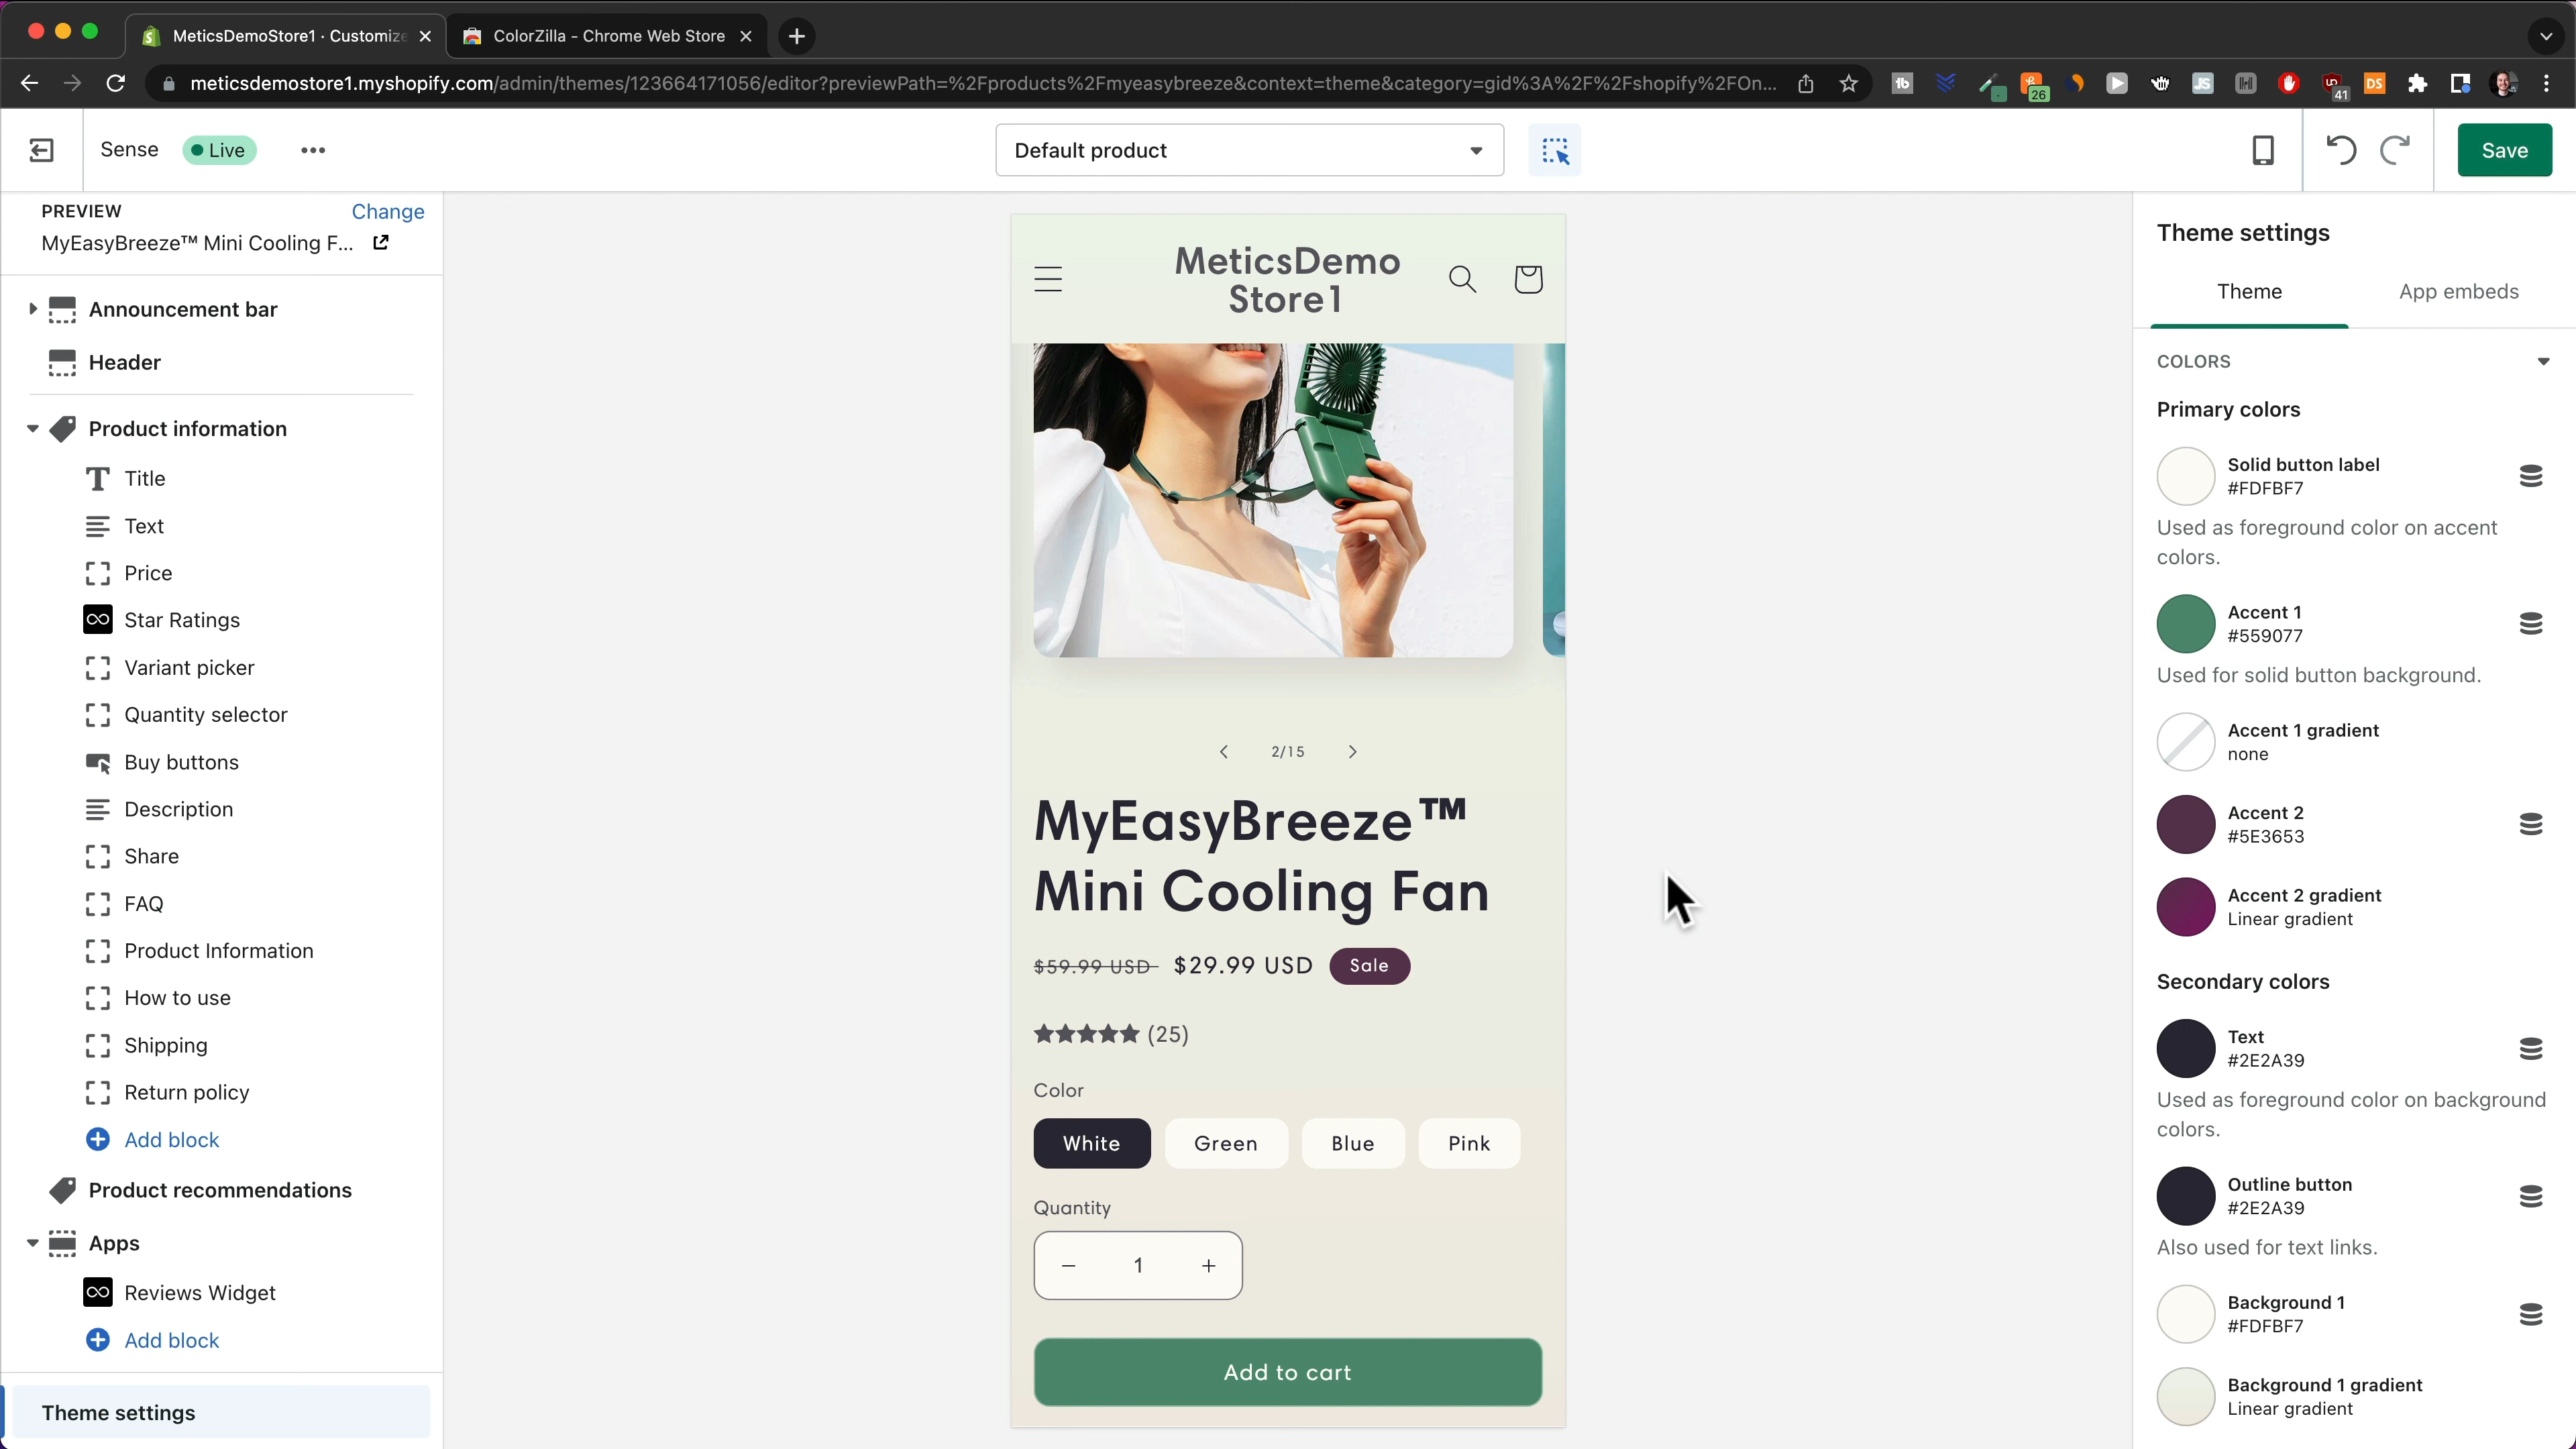 MeticsDemoStore1 · Customize
ColorZilla - Chrome Web Store
meticsdemostore1.myshopify.com/admin/themes/123664171056/editor?previewPath=%2Fproducts%2Fmyeasybreeze&context=theme&category=gid%3A%2F%2Fshopify%2FOn...
26
JS
41
DS
Sense
Live
Default product
Save
PREVIEW
Change
MyEasyBreeze™ Mini Cooling F...
Announcement bar
Header
Product information
Title
Text
Price
Star Ratings
Variant picker
Quantity selector
Buy buttons
Description
Share
FAQ
Product Information
How to use
Shipping
Return policy
Add block
Product recommendations
Apps
Reviews Widget
Add block
Theme settings
MeticsDemo
Store1
2/15
MyEasyBreeze™
Mini Cooling Fan
$59.99 USD $29.99 USD Sale
(25)
Color
White Green Blue Pink
Quantity
− 1 +
Add to cart
Theme settings
Theme App embeds
COLORS
Primary colors
Solid button label
#FDFBF7
Used as foreground color on accent
colors.
Accent 1
#559077
Used for solid button background.
Accent 1 gradient
none
Accent 2
#5E3653
Accent 2 gradient
Linear gradient
Secondary colors
Text
#2E2A39
Used as foreground color on background
colors.
Outline button
#2E2A39
Also used for text links.
Background 1
#FDFBF7
Background 1 gradient
Linear gradient